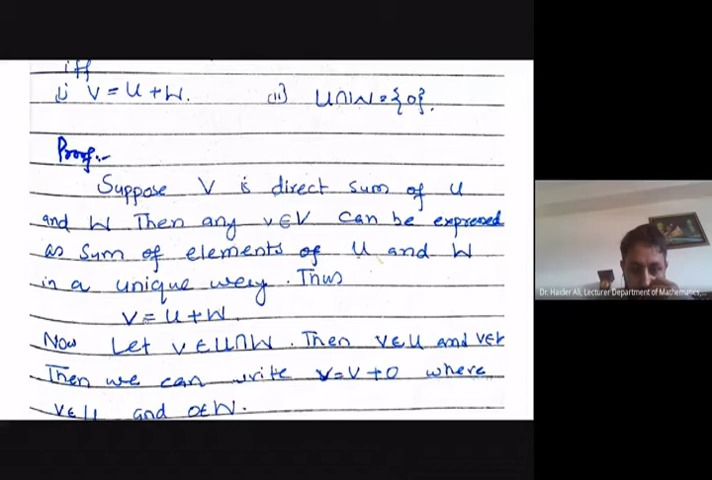 iff
(i) V = U + W. (ii) U∩W = {0}.
Proof:-
Suppose V is direct sum of U
and W Then any v∈V can be expressed
as sum of elements of U and W
in a unique wery. Thus
V = U + W.
Now Let v∈U∩W. Then v∈U and v∈W
Then we can write v=v+0 where
v∈U and 0∈W.
Dr. Haider Ali, Lecturer Department of Mathematics,...